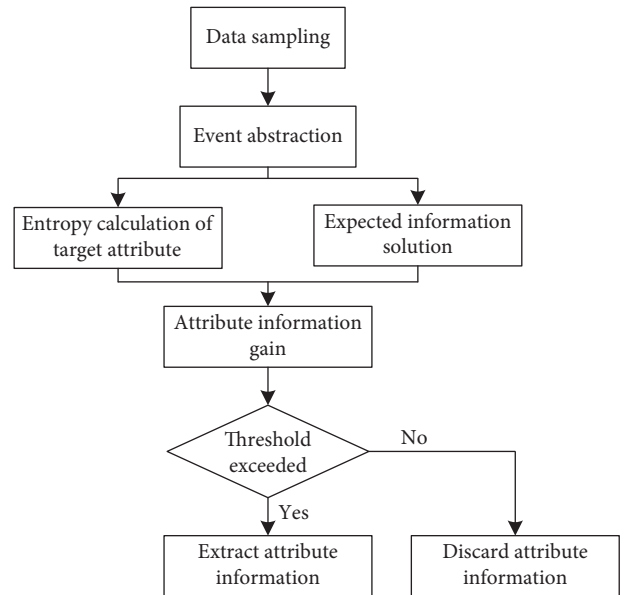 Data sampling
Event abstraction
Entropy calculation of
target attribute
Expected information
solution
Attribute information
gain
Threshold
exceeded
No
Yes
Extract attribute
information
Discard attribute
information